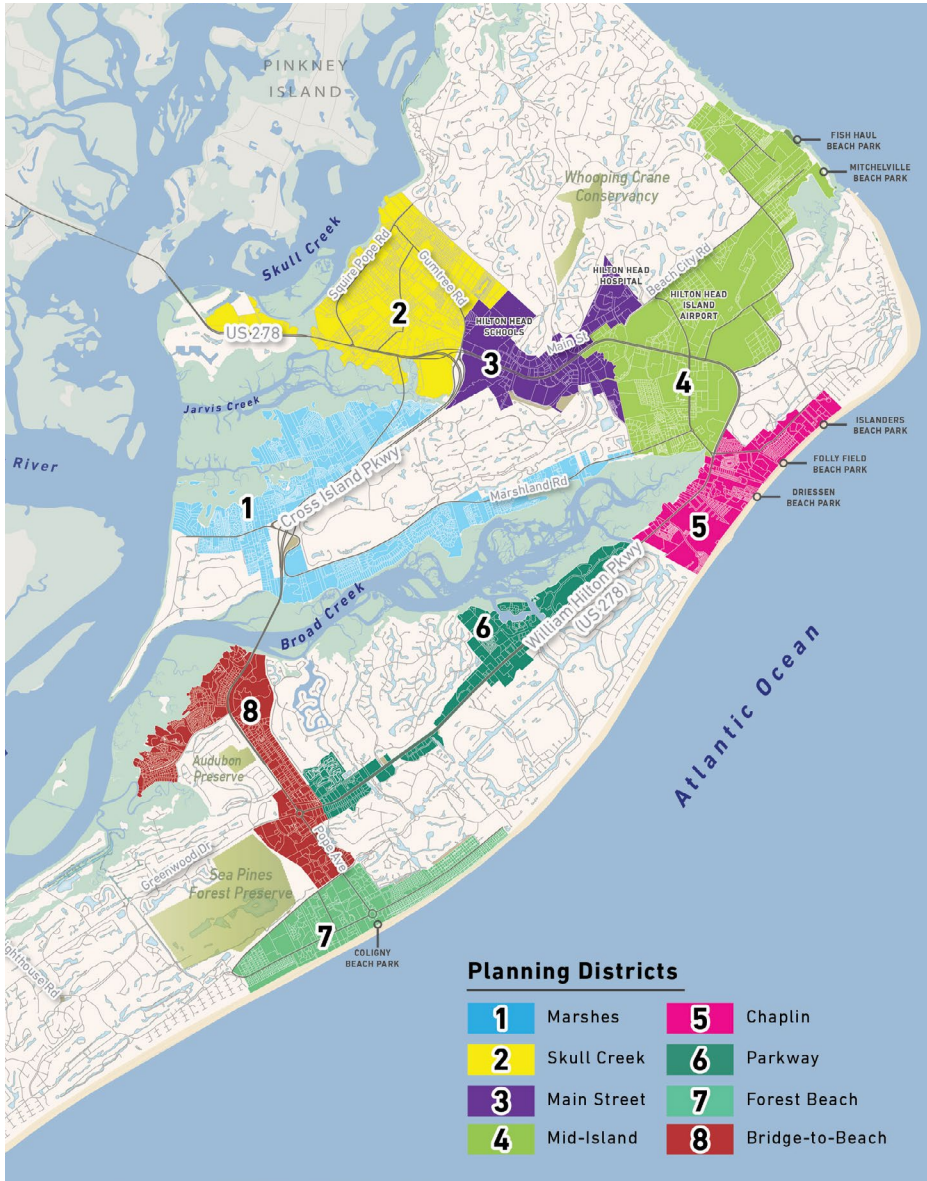 PINKNEY
ISLAND
FISH HAUL
BEACH PARK
MITCHELVILLE
BEACH PARK
Whooping Crane
Conservancy
Skull Creek
Squire Pope Rd
Gumtree Rd
Beach City Rd
HILTON HEAD
HOSPITAL
HILTON HEAD
ISLAND
AIRPORT
2
US 278
HILTON HEAD
SCHOOLS
Main St
3
4
Jarvis Creek
ISLANDERS
BEACH PARK
River
FOLLY FIELD
BEACH PARK
Cross Island Pkwy
Marshland Rd
DRIESSEN
BEACH PARK
1
5
Broad Creek
6
William Hilton Pkwy
(US 278)
Atlantic Ocean
8
Audubon
Preserve
Pope Ave
Greenwood Dr
Sea Pines
Forest Preserve
7
COLIGNY
BEACH PARK
ighthouse Rd
Planning Districts
1 Marshes
2 Skull Creek
3 Main Street
4 Mid-Island
5 Chaplin
6 Parkway
7 Forest Beach
8 Bridge-to-Beach